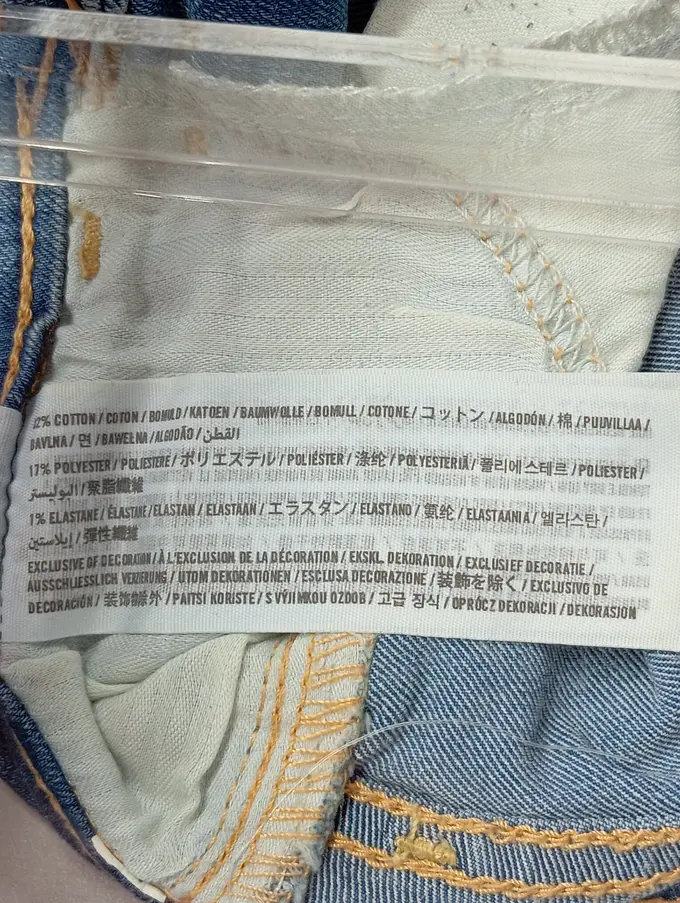 82% COTTON / COTON / BOMULD / KATOEN / BAUMWOLLE / BOMULL / COTONE / コットン / ALGODÓN / 棉 / PUUVILLAA /
BAVLNA / 면 / BAWEŁNA / ALGODÃO / القطن
17% POLYESTER / POLIESTERE / ポリエステル / POLIÉSTER / 涤纶 / POLYESTERIÄ / 폴리에스테르 / POLIESTER /
البوليستر / 聚脂纖維
1% ELASTANE / ÉLASTANE / ELASTAN / ELASTAAN / エラスタン / ELASTANO / 氨纶 / ELASTAANIA / 엘라스탄 /
إيلاستين / 彈性纖維
EXCLUSIVE OF DECORATION / À L'EXCLUSION DE LA DÉCORATION / EKSKL. DEKORATION / EXCLUSIEF DECORATIE /
AUSSCHLIESSLICH VERZIERUNG / UTOM DEKORATIONEN / ESCLUSA DECORAZIONE / 装飾を除く / EXCLUSIVO DE
DECORACIÓN / 装饰除外 / PAITSI KORISTE / S VÝJIMKOU OZDOB / 고급 장식 / OPRÓCZ DEKORACJI / DEKORASJON